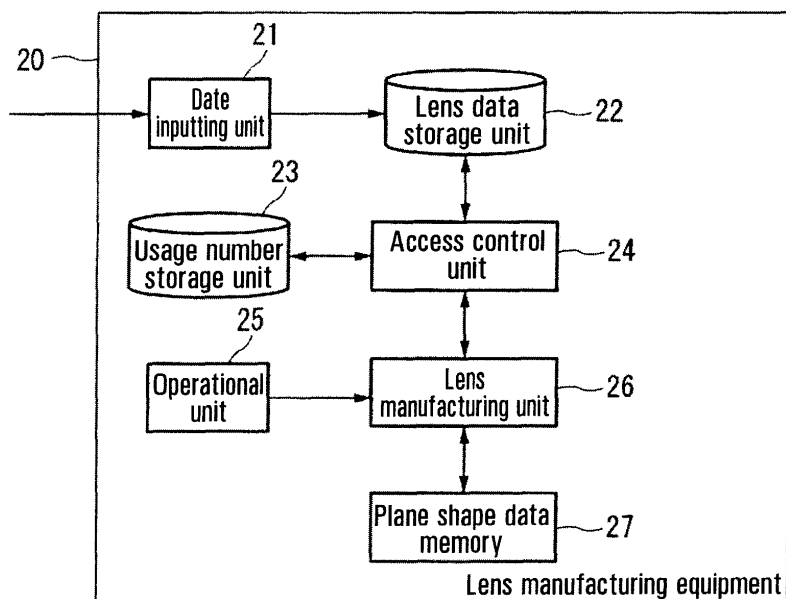 20
21
Date
inputting unit
Lens data
storage unit
22
23
Usage number
storage unit
Access control
unit
24
25
Operational
unit
Lens
manufacturing unit
26
Plane shape data
memory
27
Lens manufacturing equipment